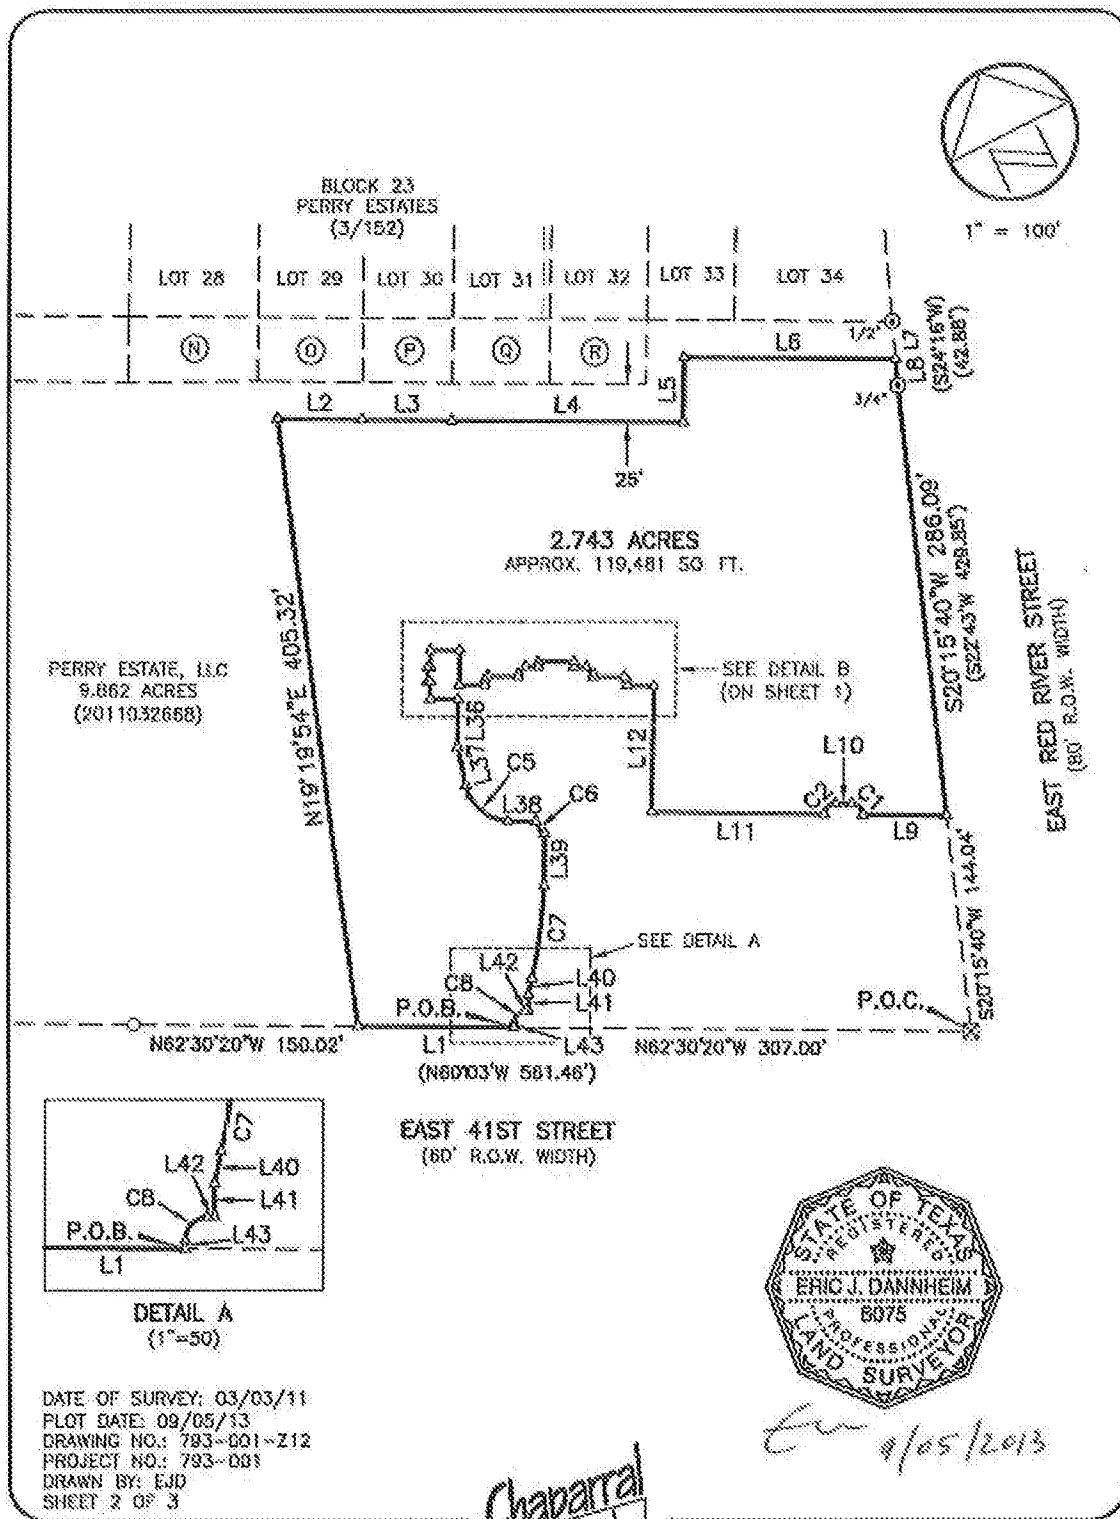 1" = 100'
BLOCK 23
PERRY ESTATES
(3/152)
LOT 28
LOT 29
LOT 30
LOT 31
LOT 32
LOT 33
LOT 34
N
O
P
Q
R
1/2"
L7
L8
(S24°16'W)
(42.88')
3/4"
L6
L5
L2
L3
L4
25'
2.743 ACRES
APPROX. 119,481 SQ FT.
S20°15'40"W 286.09'
(S22°43'W 429.85')
EAST RED RIVER STREET
(80' R.O.W. WIDTH)
PERRY ESTATE, LLC
9.862 ACRES
(2011032668)
N19°19'54"E 405.32'
SEE DETAIL B
(ON SHEET 1)
L36
L37
C5
L38
C6
L39
L12
L10
C2
C1
L11
L9
S20°15'40"W 144.04'
C7
SEE DETAIL A
L42
C8
L40
L41
P.O.B.
P.O.C.
N62°30'20"W 150.02'
L1
L43
N62°30'20"W 307.00'
(N60°03'W 561.46')
EAST 41ST STREET
(60' R.O.W. WIDTH)
C7
L42
L40
C8
L41
P.O.B.
L43
L1
DETAIL A
(1"=50)
STATE OF TEXAS
REGISTERED
ERIC J. DANNHEIM
6075
PROFESSIONAL
LAND SURVEYOR
9/05/2013
DATE OF SURVEY: 03/03/11
PLOT DATE: 09/05/13
DRAWING NO.: 793-001-Z12
PROJECT NO.: 793-001
DRAWN BY: EJD
SHEET 2 OF 3
Chaparral